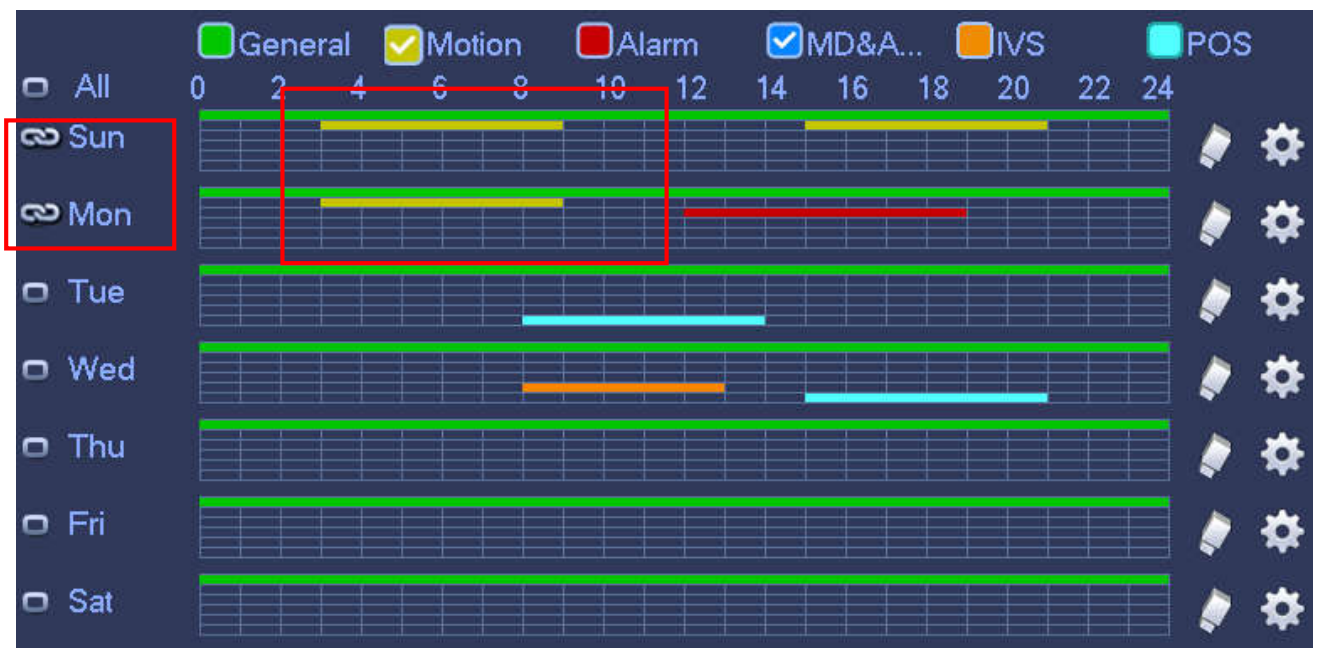 General Motion Alarm MD&A... IVS POS
All 0 2 4 6 8 10 12 14 16 18 20 22 24
Sun
Mon
Tue
Wed
Thu
Fri
Sat